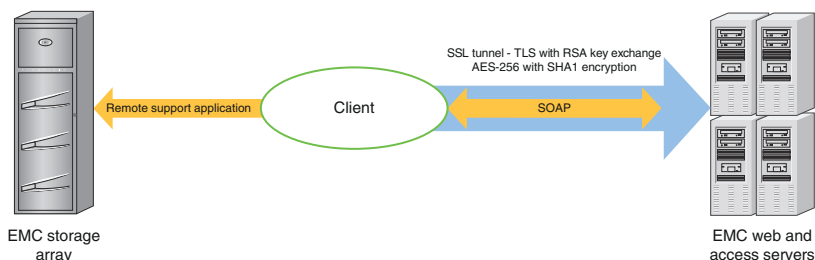 SSL tunnel - TLS with RSA key exchange
AES-256 with SHA1 encryption
Remote support application
Client
SOAP
EMC storage
array
EMC web and
access servers